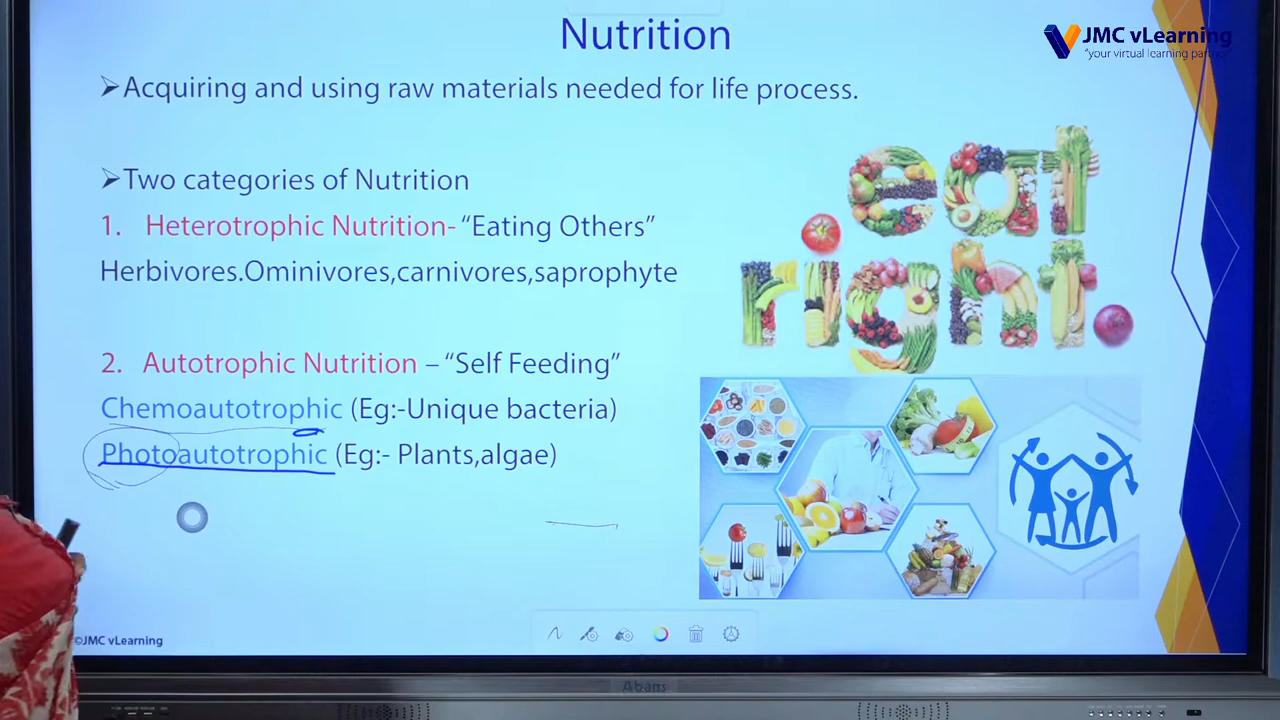 Nutrition
JMC vLearning
"your virtual learning partner
➢Acquiring and using raw materials needed for life process.
➢Two categories of Nutrition
1. Heterotrophic Nutrition- “Eating Others”
Herbivores.Ominivores,carnivores,saprophyte
eat
right.
2. Autotrophic Nutrition – “Self Feeding”
Chemoautotrophic (Eg:-Unique bacteria)
Photoautotrophic (Eg:- Plants,algae)
©JMC vLearning
Abans